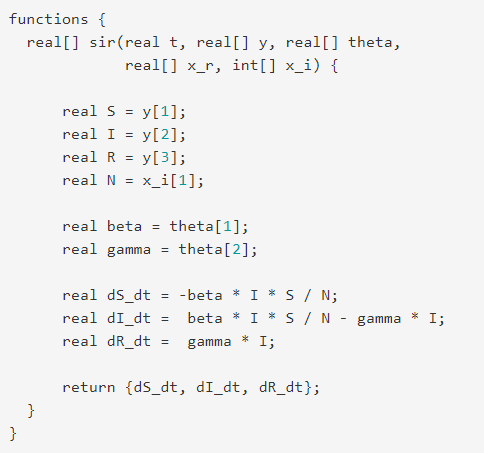 functions {
  real[] sir(real t, real[] y, real[] theta,
             real[] x_r, int[] x_i) {

      real S = y[1];
      real I = y[2];
      real R = y[3];
      real N = x_i[1];

      real beta = theta[1];
      real gamma = theta[2];

      real dS_dt = -beta * I * S / N;
      real dI_dt =  beta * I * S / N - gamma * I;
      real dR_dt =  gamma * I;

      return {dS_dt, dI_dt, dR_dt};
  }
}